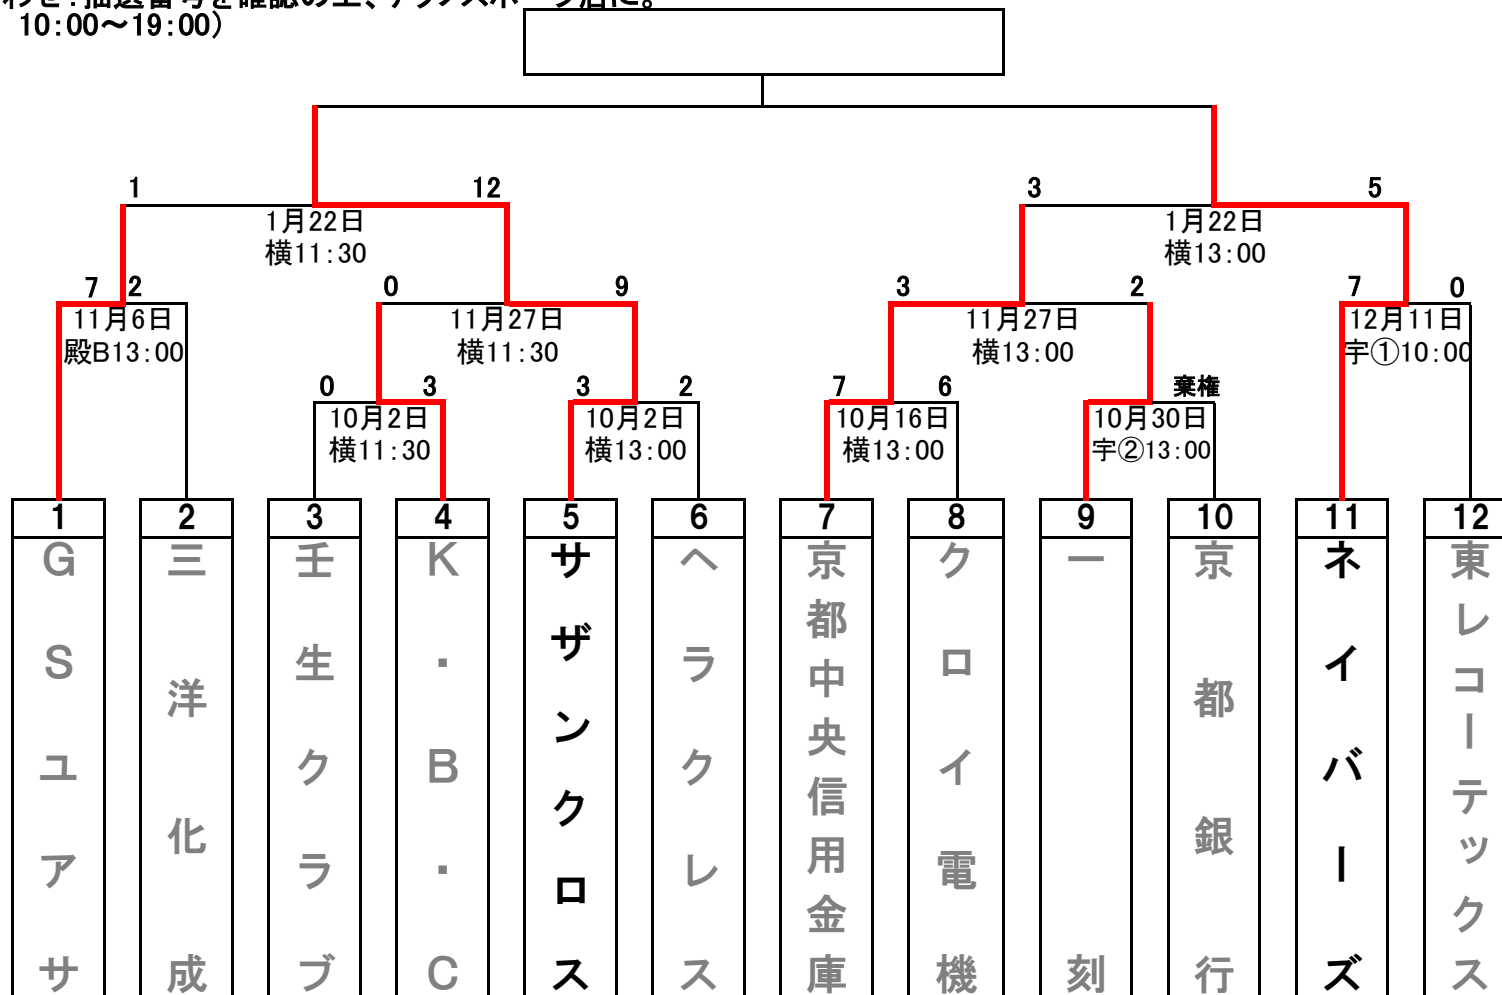 10:00～19:00)
1 12 3 5
1月22日 1月22日
横11:30 横13:00
7 2 0 9 3 2 7 0
11月6日 11月27日 11月27日 12月11日
殿B13:00 横11:30 横13:00 宇①10:00
0 3 3 2 7 6 棄権
10月2日 10月2日 10月16日 10月30日
横11:30 横13:00 横13:00 宇②13:00
1 2 3 4 5 6 7 8 9 10 11 12
GSユアサ
三洋化成
壬生クラブ
K・B・C
サザンクロス
ヘラクレス
京都中央信用金庫
クロイ電機
一刻
京都銀行
ネイバーズ
東レコーテックス